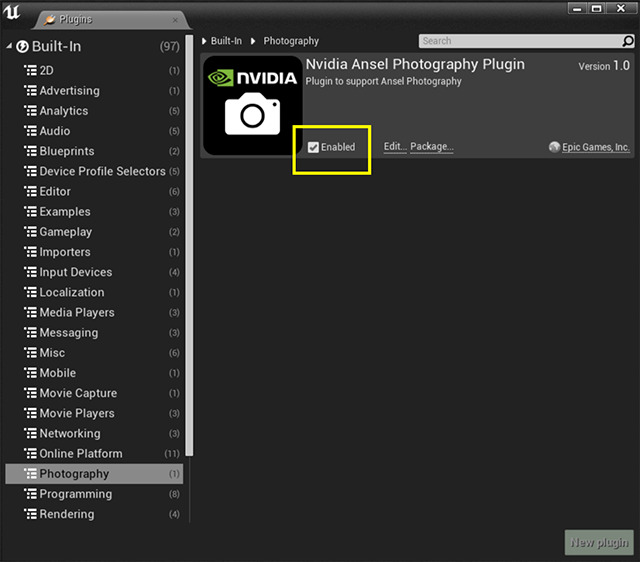 Plugins
Built-In (97)
2D (1)
Advertising (1)
Analytics (5)
Audio (5)
Blueprints (2)
Device Profile Selectors (5)
Editor (6)
Examples (3)
Gameplay (2)
Importers (1)
Input Devices (4)
Localization (1)
Media Players (3)
Messaging (3)
Misc (6)
Mobile (1)
Movie Capture (1)
Movie Players (3)
Networking (3)
Online Platform (11)
Photography (1)
Programming (8)
Rendering (4)
Built-In Photography
Search
NVIDIA
Nvidia Ansel Photography Plugin Version 1.0
Plugin to support Ansel Photography
Enabled Edit... Package... Epic Games, Inc.
New plugin